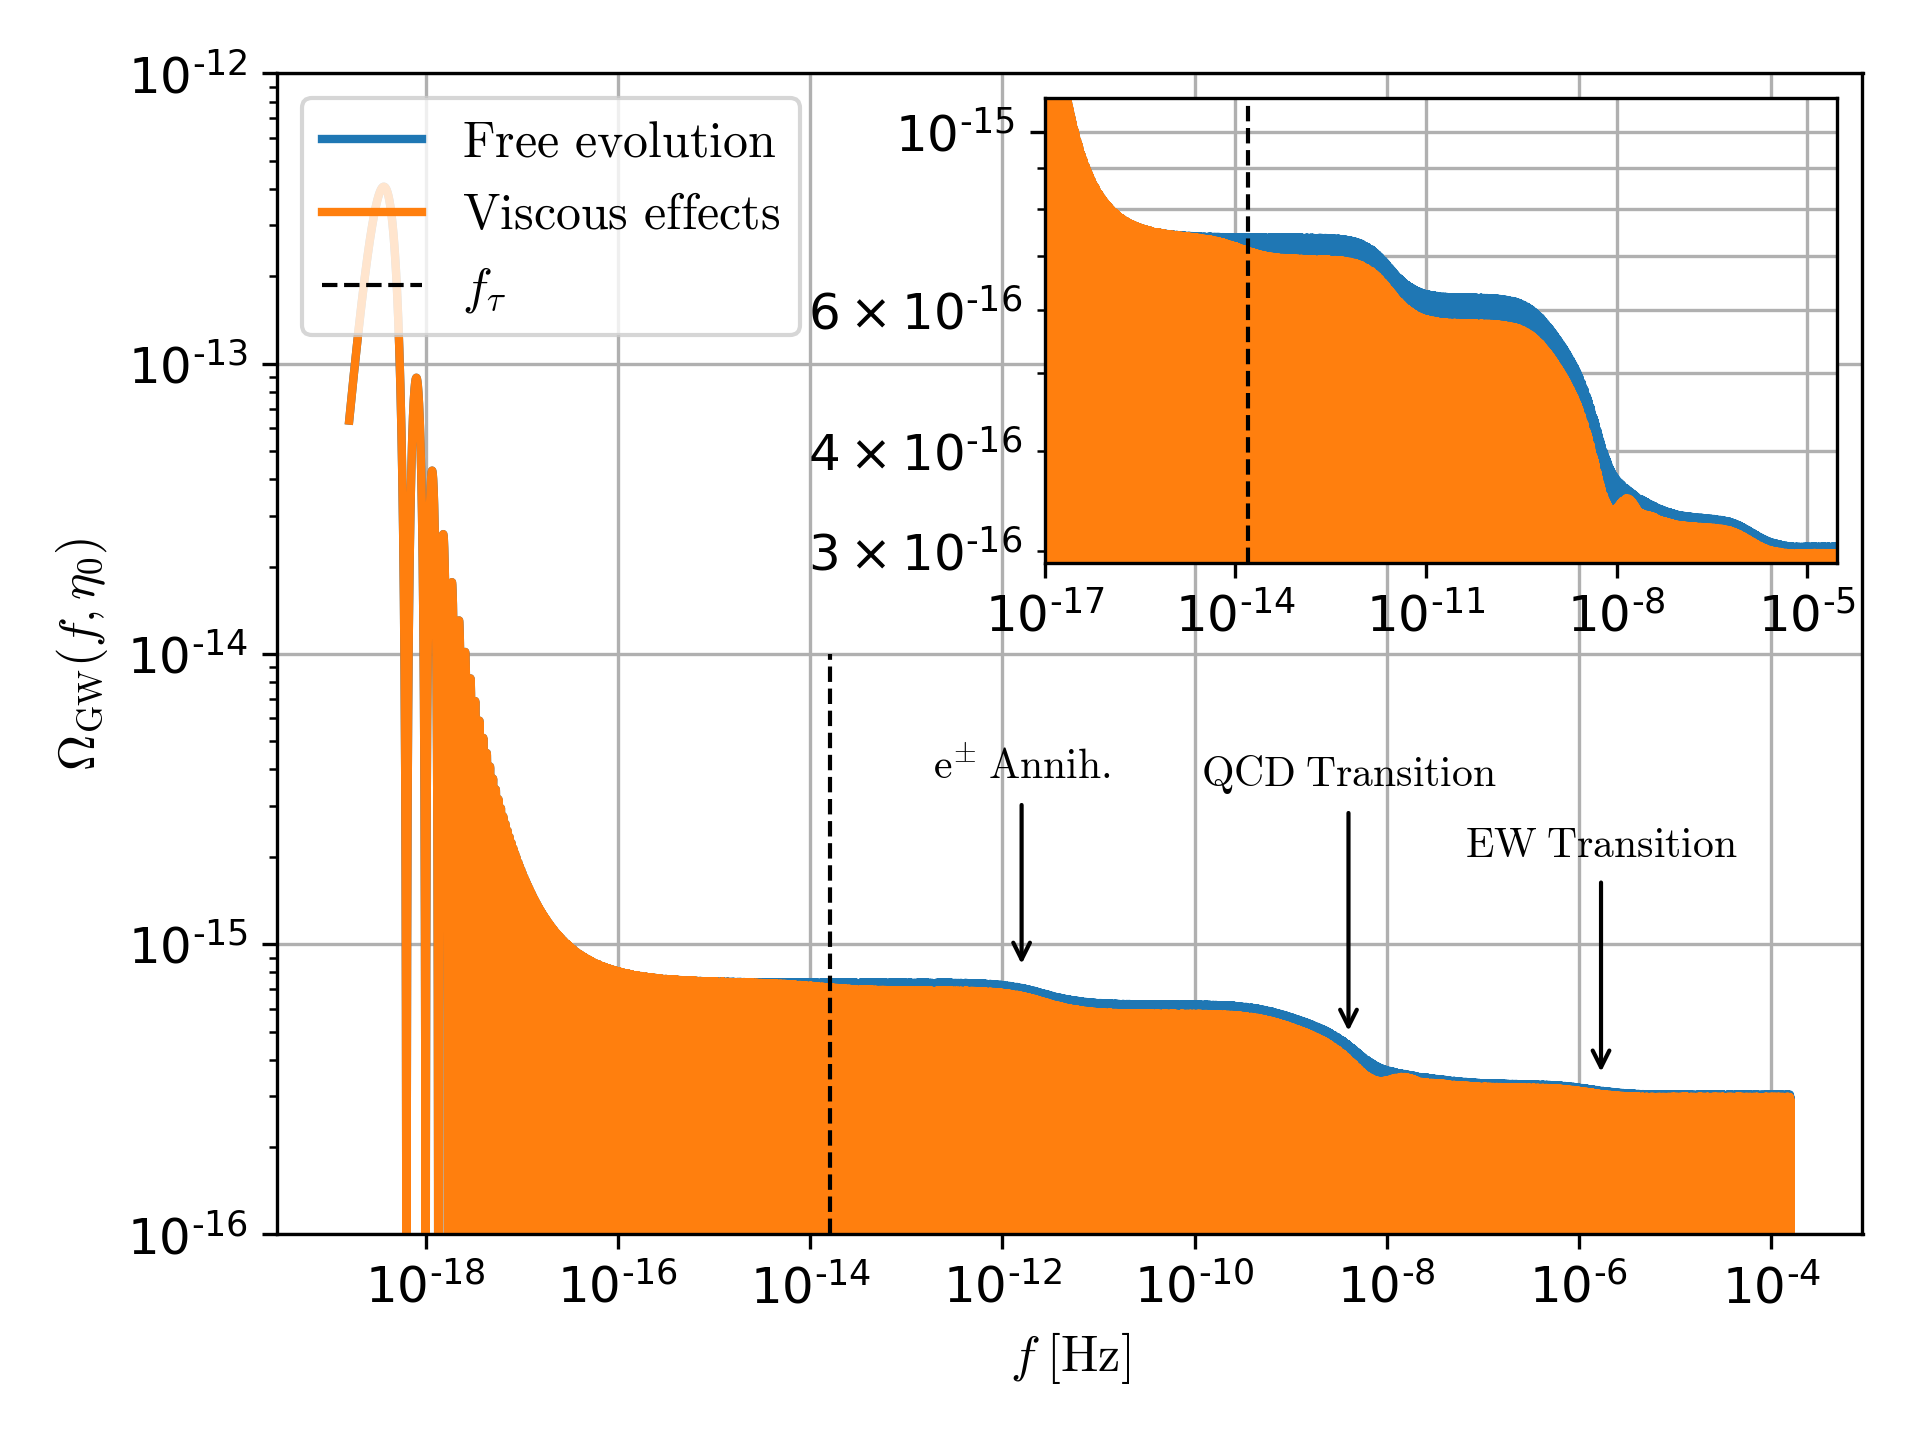 Free evolution
Viscous effects
f_τ
10^-12
10^-13
10^-14
10^-15
10^-16
Ω_GW(f, η_0)
10^-15
6 × 10^-16
4 × 10^-16
3 × 10^-16
10^-17 10^-14 10^-11 10^-8 10^-5
e^± Annih.
QCD Transition
EW Transition
10^-18 10^-16 10^-14 10^-12 10^-10 10^-8 10^-6 10^-4
f [Hz]